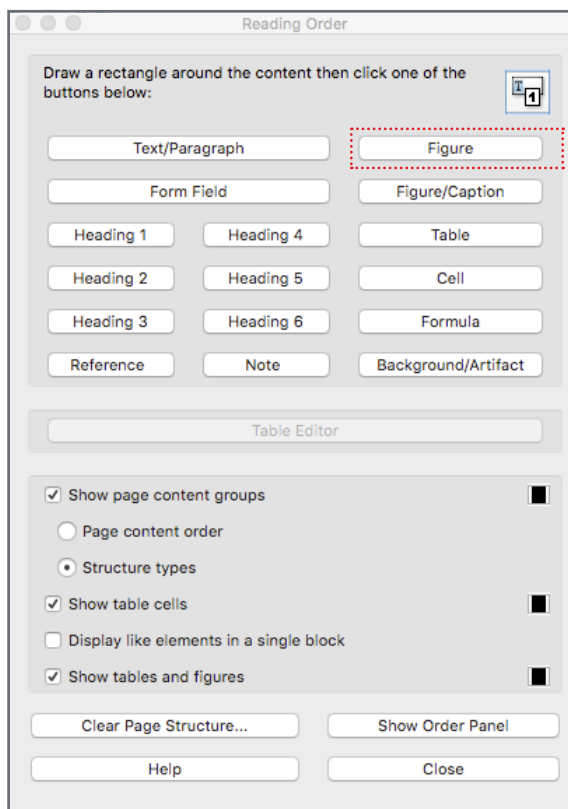 Reading Order
Draw a rectangle around the content then click one of the
buttons below:
T
1
Text/Paragraph
Figure
Form Field
Figure/Caption
Heading 1
Heading 4
Table
Heading 2
Heading 5
Cell
Heading 3
Heading 6
Formula
Reference
Note
Background/Artifact
Table Editor
Show page content groups
Page content order
Structure types
Show table cells
Display like elements in a single block
Show tables and figures
Clear Page Structure...
Show Order Panel
Help
Close